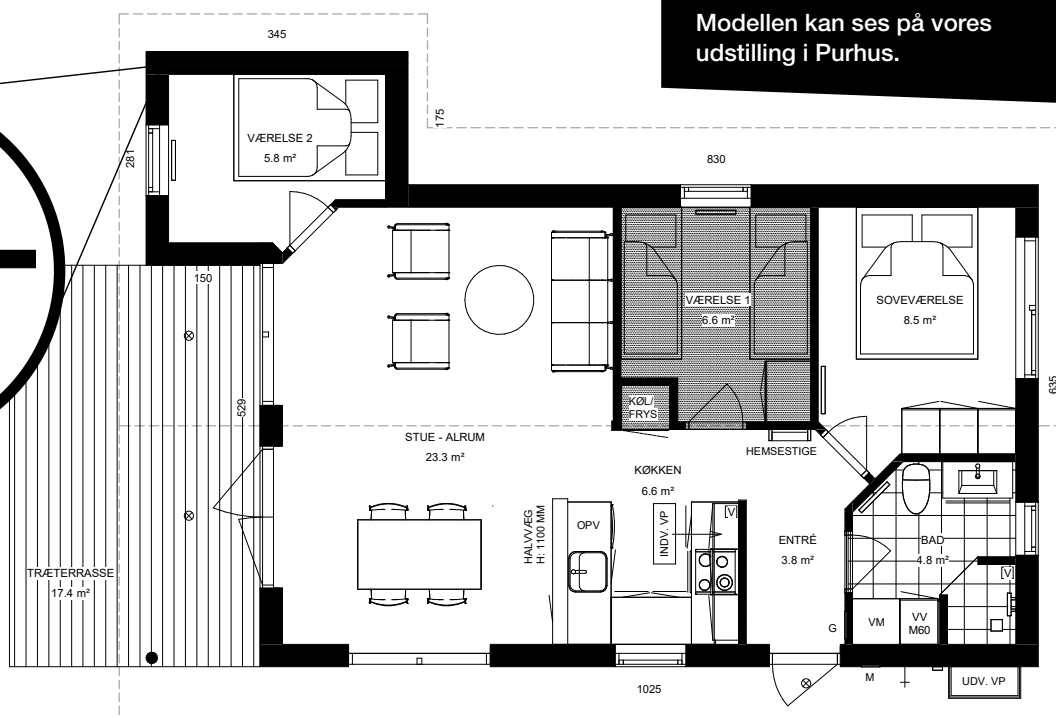 Modellen kan ses på vores
udstilling i Purhus.
345
175
830
281
VÆRELSE 2
5.8 m²
150
529
VÆRELSE 1
6.6 m²
SOVEVÆRELSE
8.5 m²
635
KØL/
FRYS
STUE - ALRUM
23.3 m²
HEMSESTIGE
KØKKEN
6.6 m²
HALVVÆG
H: 1100 MM
OPV
INDV. VP
[V]
ENTRÉ
3.8 m²
BAD
4.8 m²
[V]
TRÆTERRASSE
17.4 m²
G
VM
VV
M60
M
UDV. VP
1025